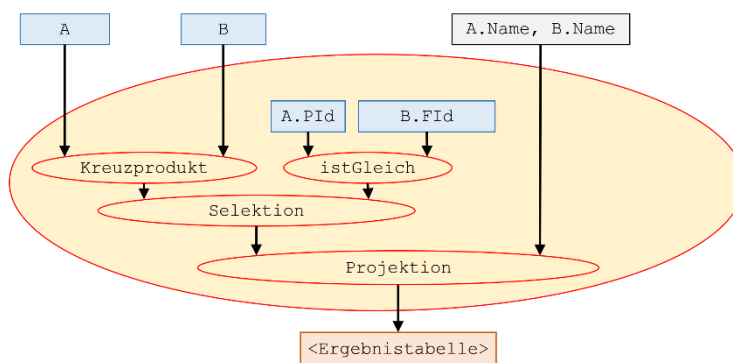 A
B
A.Name, B.Name
A.PId
B.FId
Kreuzprodukt
istGleich
Selektion
Projektion
<Ergebnistabelle>